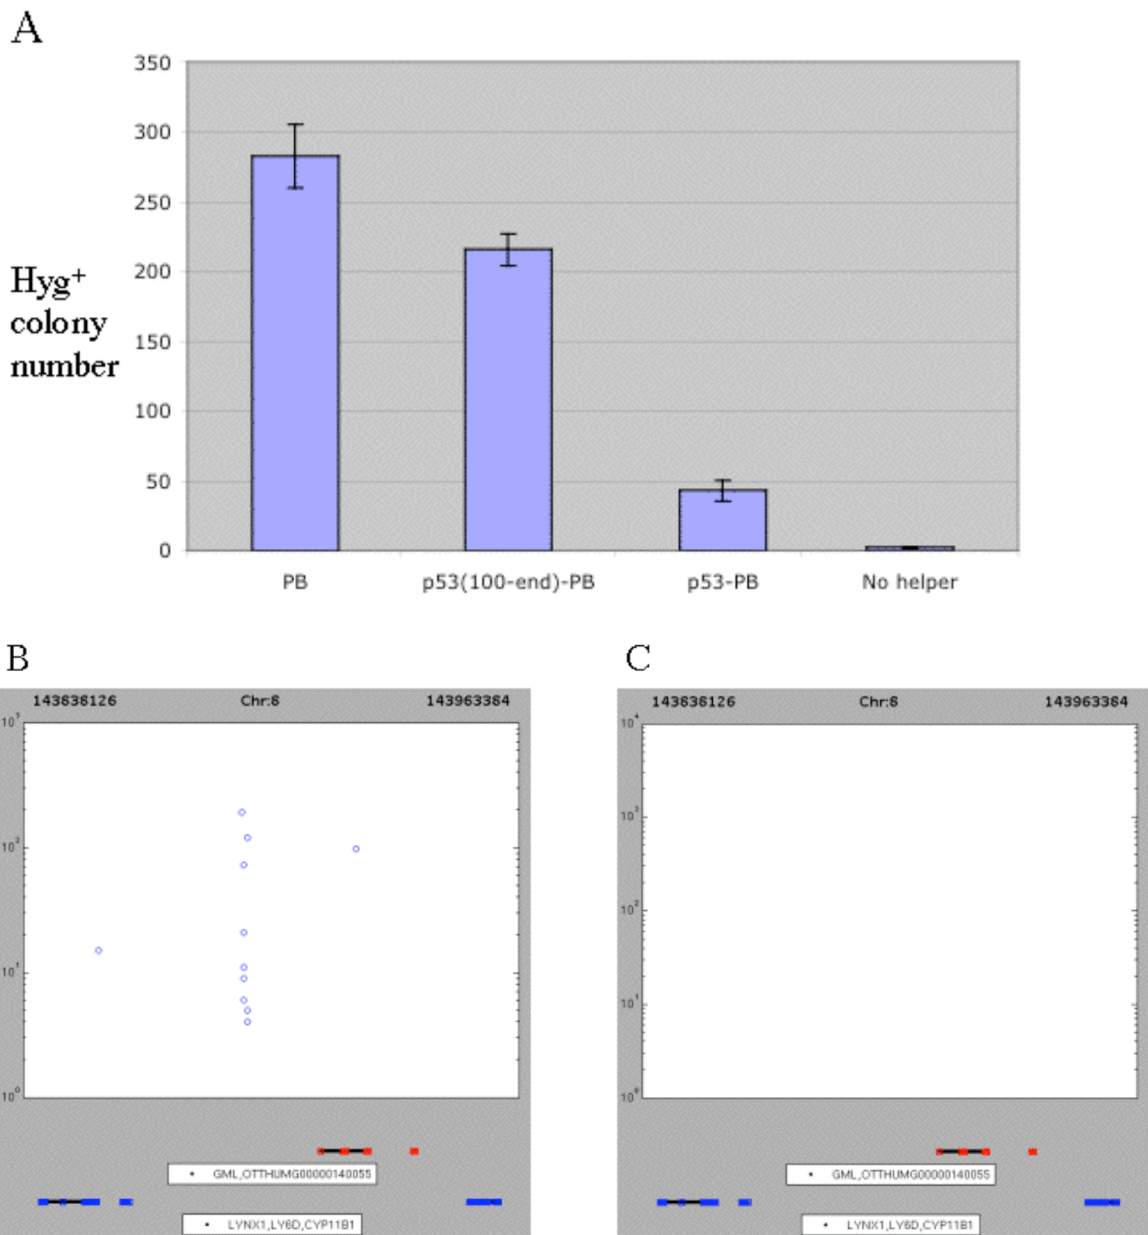 A
350
300
250
200
150
100
50
0
Hyg+
colony
number
PB
p53(100-end)-PB
p53-PB
No helper
B
143838126 Chr:8 143963384
10^3
10^2
10^1
10^0
GML,OTTHUMG00000140055
LYNX1,LY6D,CYP11B1
C
143838126 Chr:8 143963384
10^4
10^3
10^2
10^1
10^0
GML,OTTHUMG00000140055
LYNX1,LY6D,CYP11B1